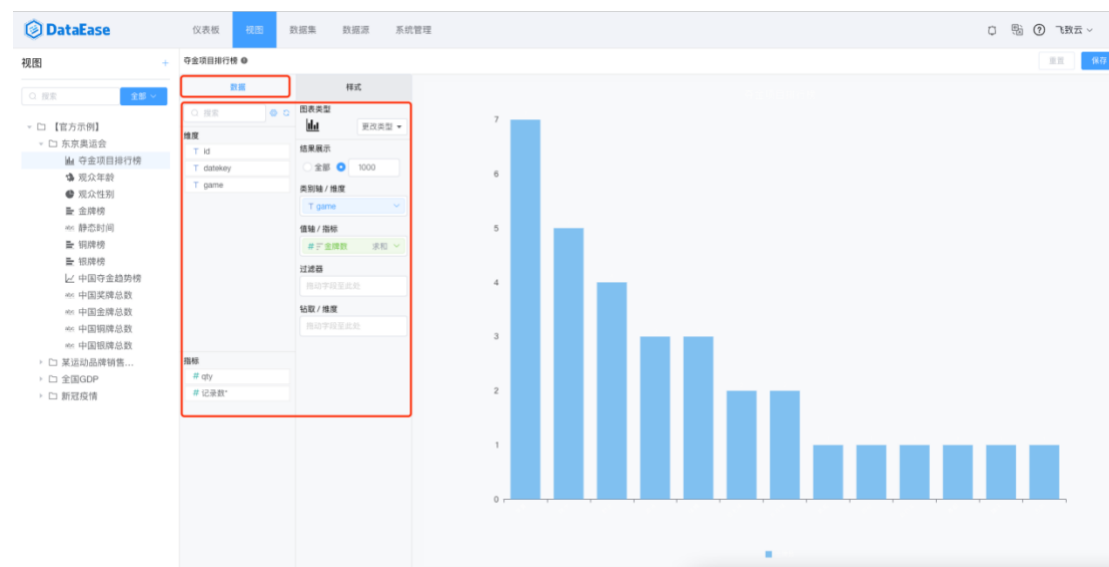 DataEase
仪表板
视图
数据集
数据源
系统管理
飞致云
视图
+
夺金项目排行榜
重置
保存
搜索
全部
【官方示例】
东京奥运会
夺金项目排行榜
观众年龄
观众性别
金牌榜
静态时间
铜牌榜
银牌榜
中国夺金趋势榜
中国奖牌总数
中国金牌总数
中国铜牌总数
中国银牌总数
某运动品牌销售...
全国GDP
新冠疫情
数据
样式
搜索
维度
T id
T datekey
T game
指标
# qty
# 记录数*
图表类型
更改类型
结果展示
全部
1000
类别轴 / 维度
T game
值轴 / 指标
# 金牌数
求和
过滤器
拖动字段至此处
钻取 / 维度
拖动字段至此处
7
6
5
4
3
2
1
0